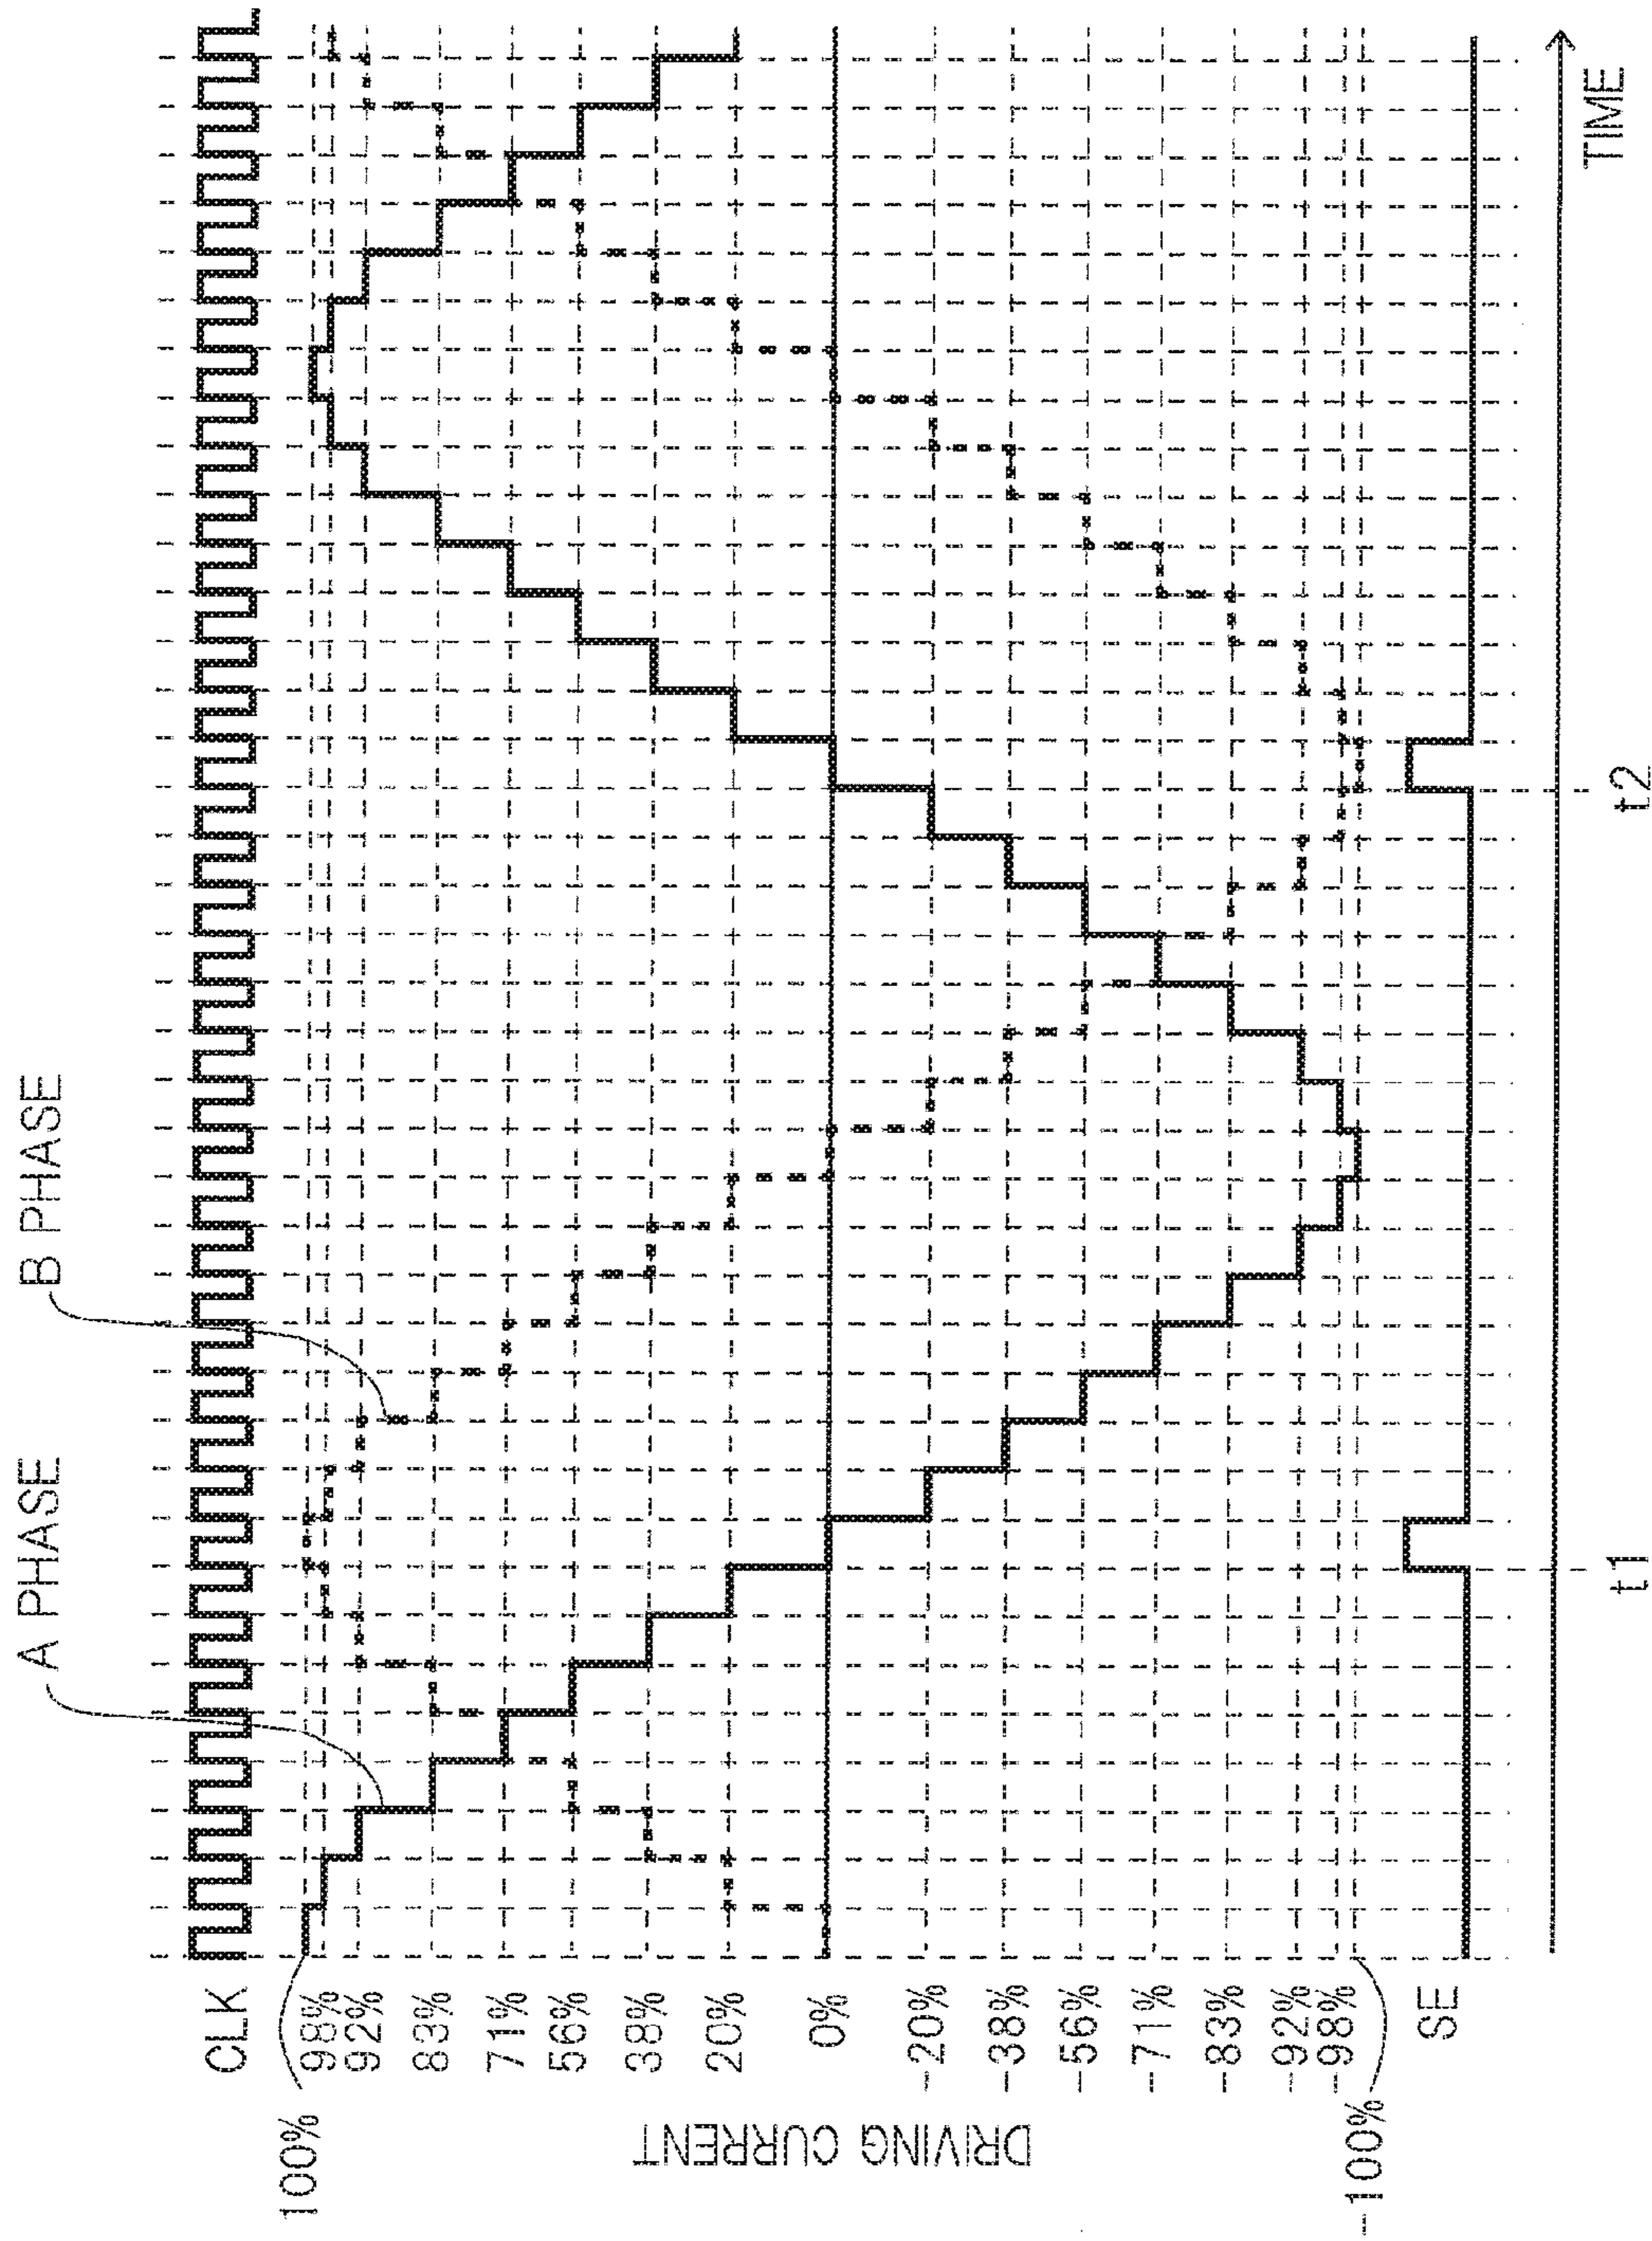 A PHASE
B PHASE
CLK
100%
98%
92%
83%
71%
56%
38%
20%
0%
-20%
-38%
-56%
-71%
-83%
-92%
-98%
-100%
DRIVING CURRENT
SE
t1
t2
TIME